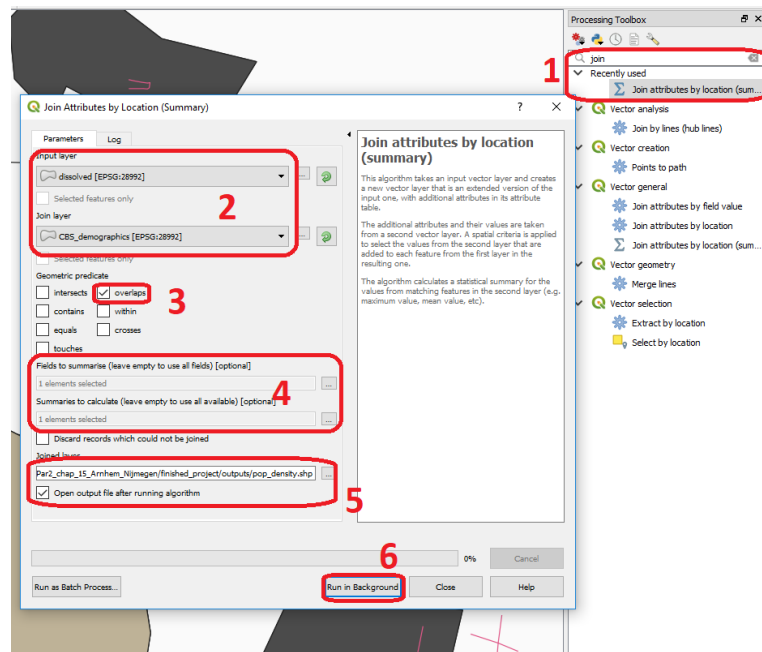 Processing Toolbox
1
join
Recently used
Join attributes by location (sum...
Vector analysis
Join by lines (hub lines)
Vector creation
Points to path
Vector general
Join attributes by field value
Join attributes by location
Join attributes by location (sum...
Vector geometry
Merge lines
Vector selection
Extract by location
Select by location
Join Attributes by Location (Summary)
? ×
Parameters Log
Input layer
dissolved [EPSG:28992]
...
Selected features only
2
Join layer
CBS_demographics [EPSG:28992]
...
Selected features only
Geometric predicate
intersects overlaps
3
contains within
equals crosses
touches
Fields to summarise (leave empty to use all fields) [optional]
1 elements selected
...
4
Summaries to calculate (leave empty to use all available) [optional]
1 elements selected
...
Discard records which could not be joined
Joined layer
Par2_chap_15_Arnhem_Nijmegen/finished_project/outputs/pop_density.shp
...
Open output file after running algorithm
5
Join attributes by location
(summary)
This algorithm takes an input vector layer and creates
a new vector layer that is an extended version of the
input one, with additional attributes in its attribute
table.
The additional attributes and their values are taken
from a second vector layer. A spatial criteria is applied
to select the values from the second layer that are
added to each feature from the first layer in the
resulting one.
The algorithm calculates a statistical summary for the
values from matching features in the second layer (e.g.
maximum value, mean value, etc).
6
0%
Cancel
Run as Batch Process...
Run in Background
Close
Help